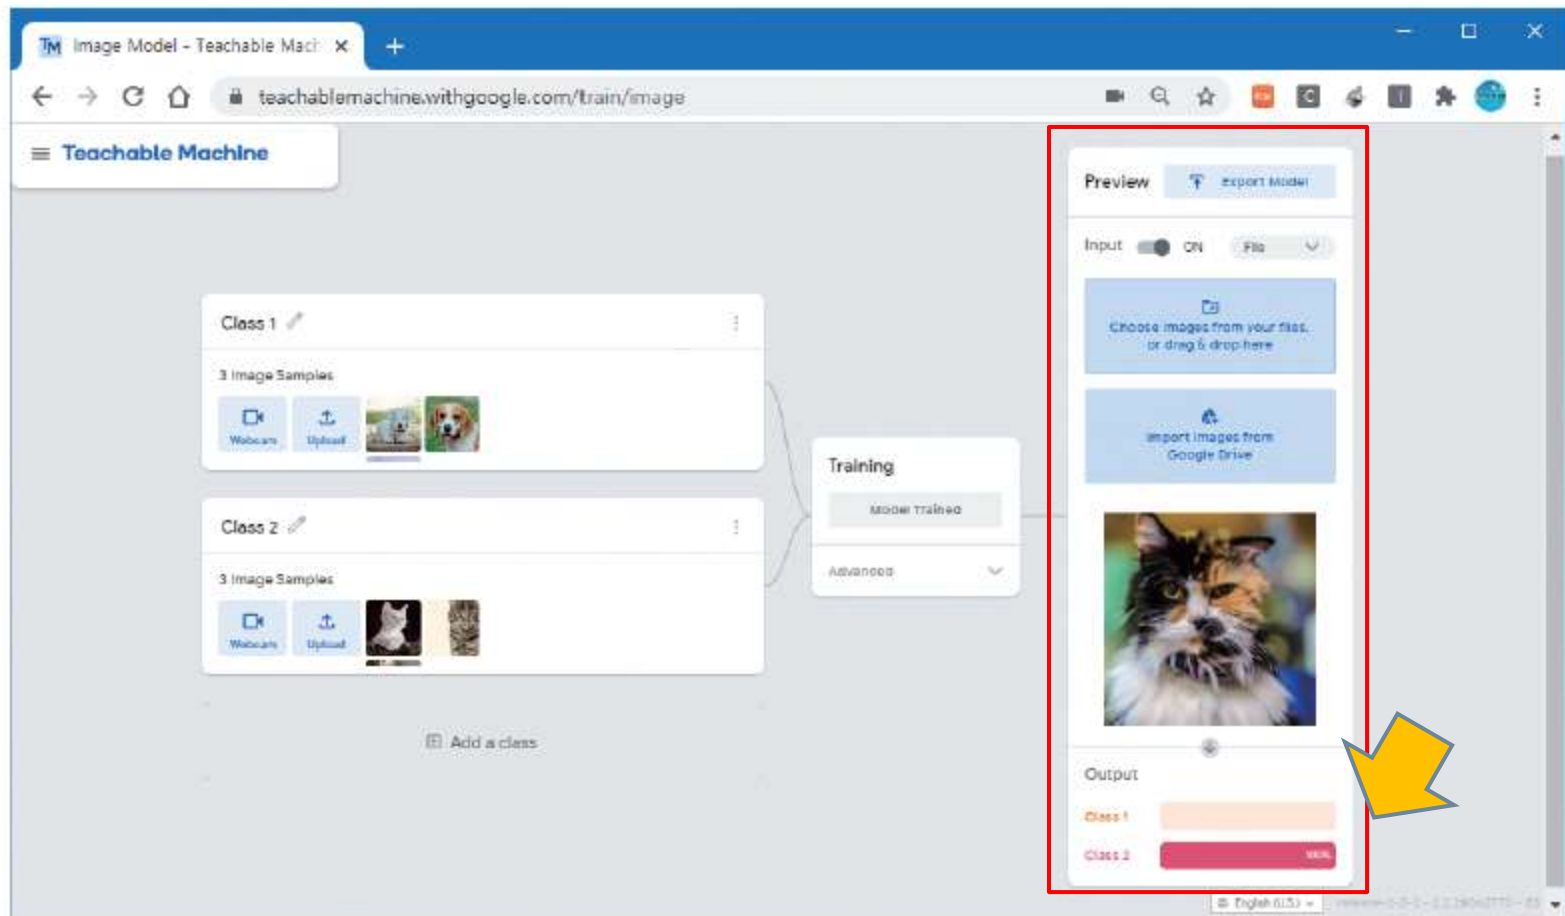 Image Model - Teachable Mach
teachablemachine.withgoogle.com/train/image
Teachable Machine
Preview
Export Model
Input
ON
File
Choose images from your files,
or drag & drop here
Import images from
Google Drive
Class 1
3 Image Samples
Webcam
Upload
Class 2
3 Image Samples
Webcam
Upload
Add a class
Training
Model Trained
Advanced
Output
Class 1
Class 2
100%
English (U.S.)